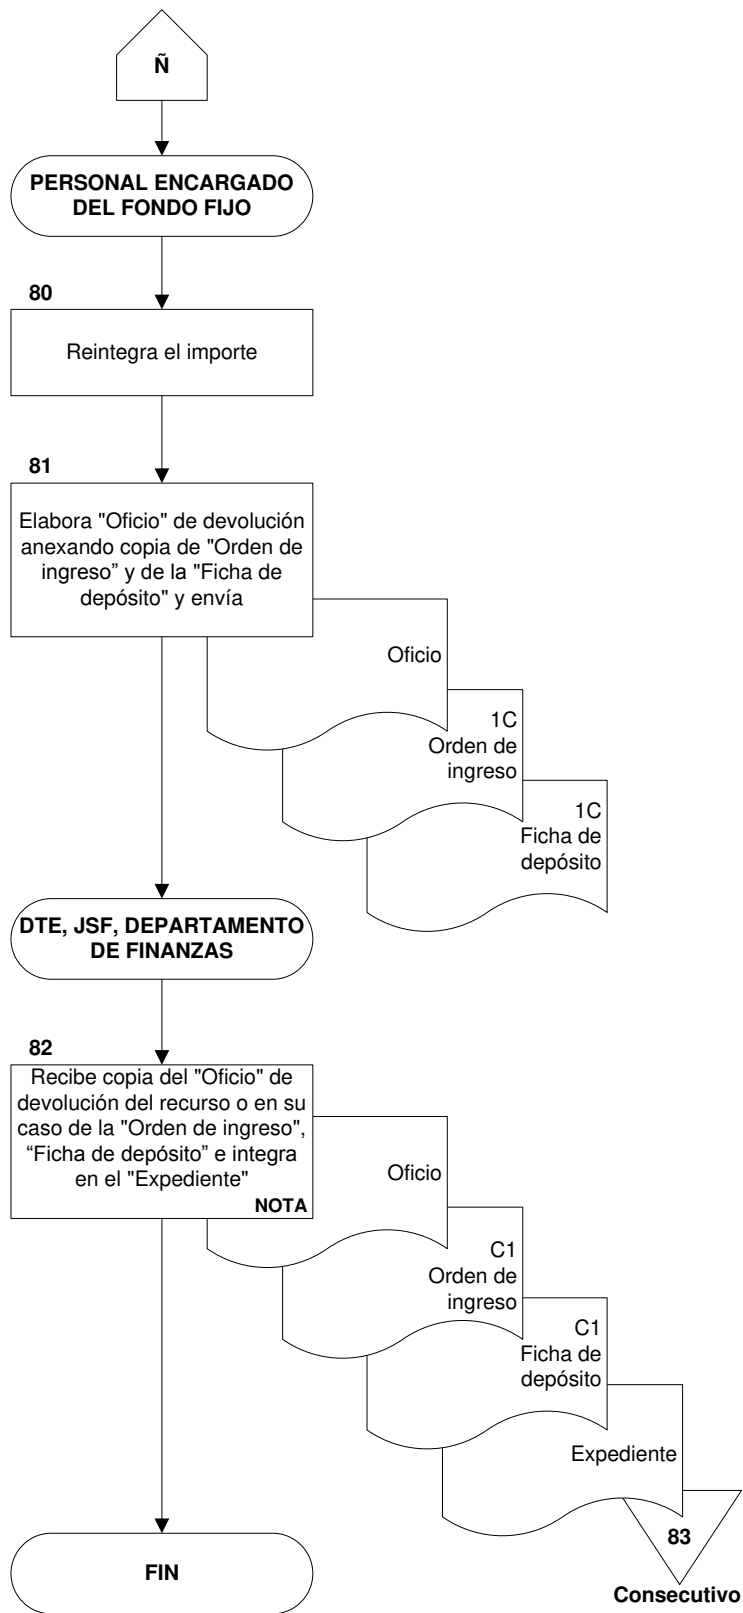 Ñ
PERSONAL ENCARGADO
DEL FONDO FIJO
80
Reintegra el importe
81
Elabora "Oficio" de devolución
anexando copia de "Orden de
ingreso” y de la "Ficha de
depósito" y envía
Oficio
1C
Orden de
ingreso
1C
Ficha de
depósito
DTE, JSF, DEPARTAMENTO
DE FINANZAS
82
Recibe copia del "Oficio" de
devolución del recurso o en su
caso de la "Orden de ingreso",
“Ficha de depósito” e integra
en el "Expediente"
NOTA
Oficio
C1
Orden de
ingreso
C1
Ficha de
depósito
Expediente
83
Consecutivo
FIN